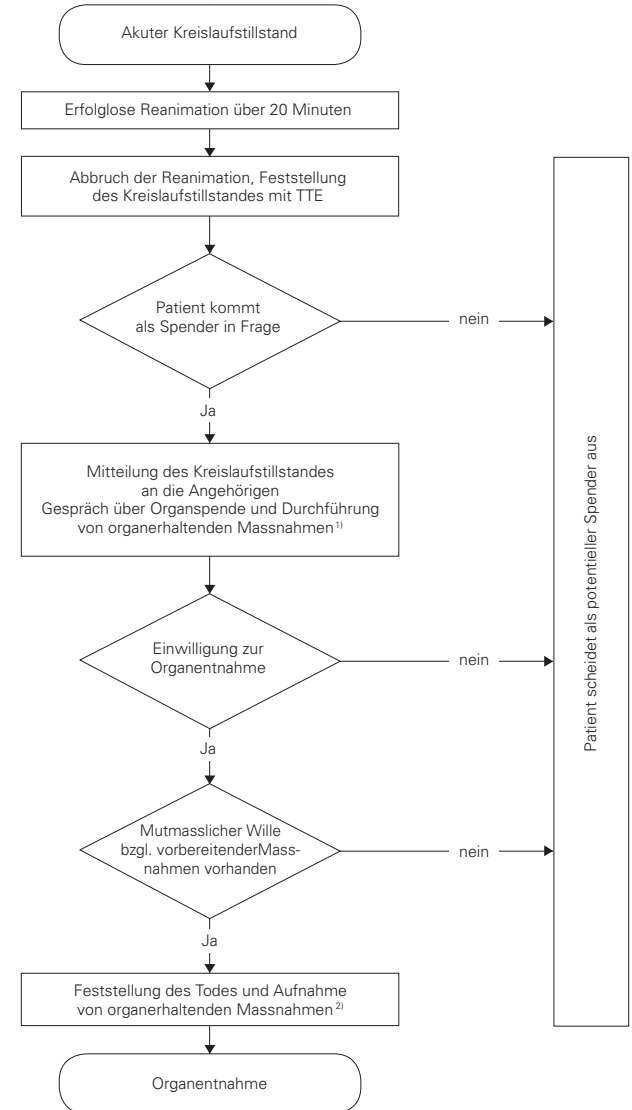 Akuter Kreislaufstillstand
Erfolglose Reanimation über 20 Minuten
Abbruch der Reanimation, Feststellung
des Kreislaufstillstandes mit TTE
Patient kommt
als Spender in Frage
nein
Ja
Mitteilung des Kreislaufstillstandes
an die Angehörigen
Gespräch über Organspende und Durchführung
von organerhaltenden Massnahmen 1)
Einwilligung zur
Organentnahme
nein
Ja
Mutmasslicher Wille
bzgl. vorbereitenderMass-
nahmen vorhanden
nein
Ja
Feststellung des Todes und Aufnahme
von organerhaltenden Massnahmen 2)
Organentnahme
Patient scheidet als potentieller Spender aus